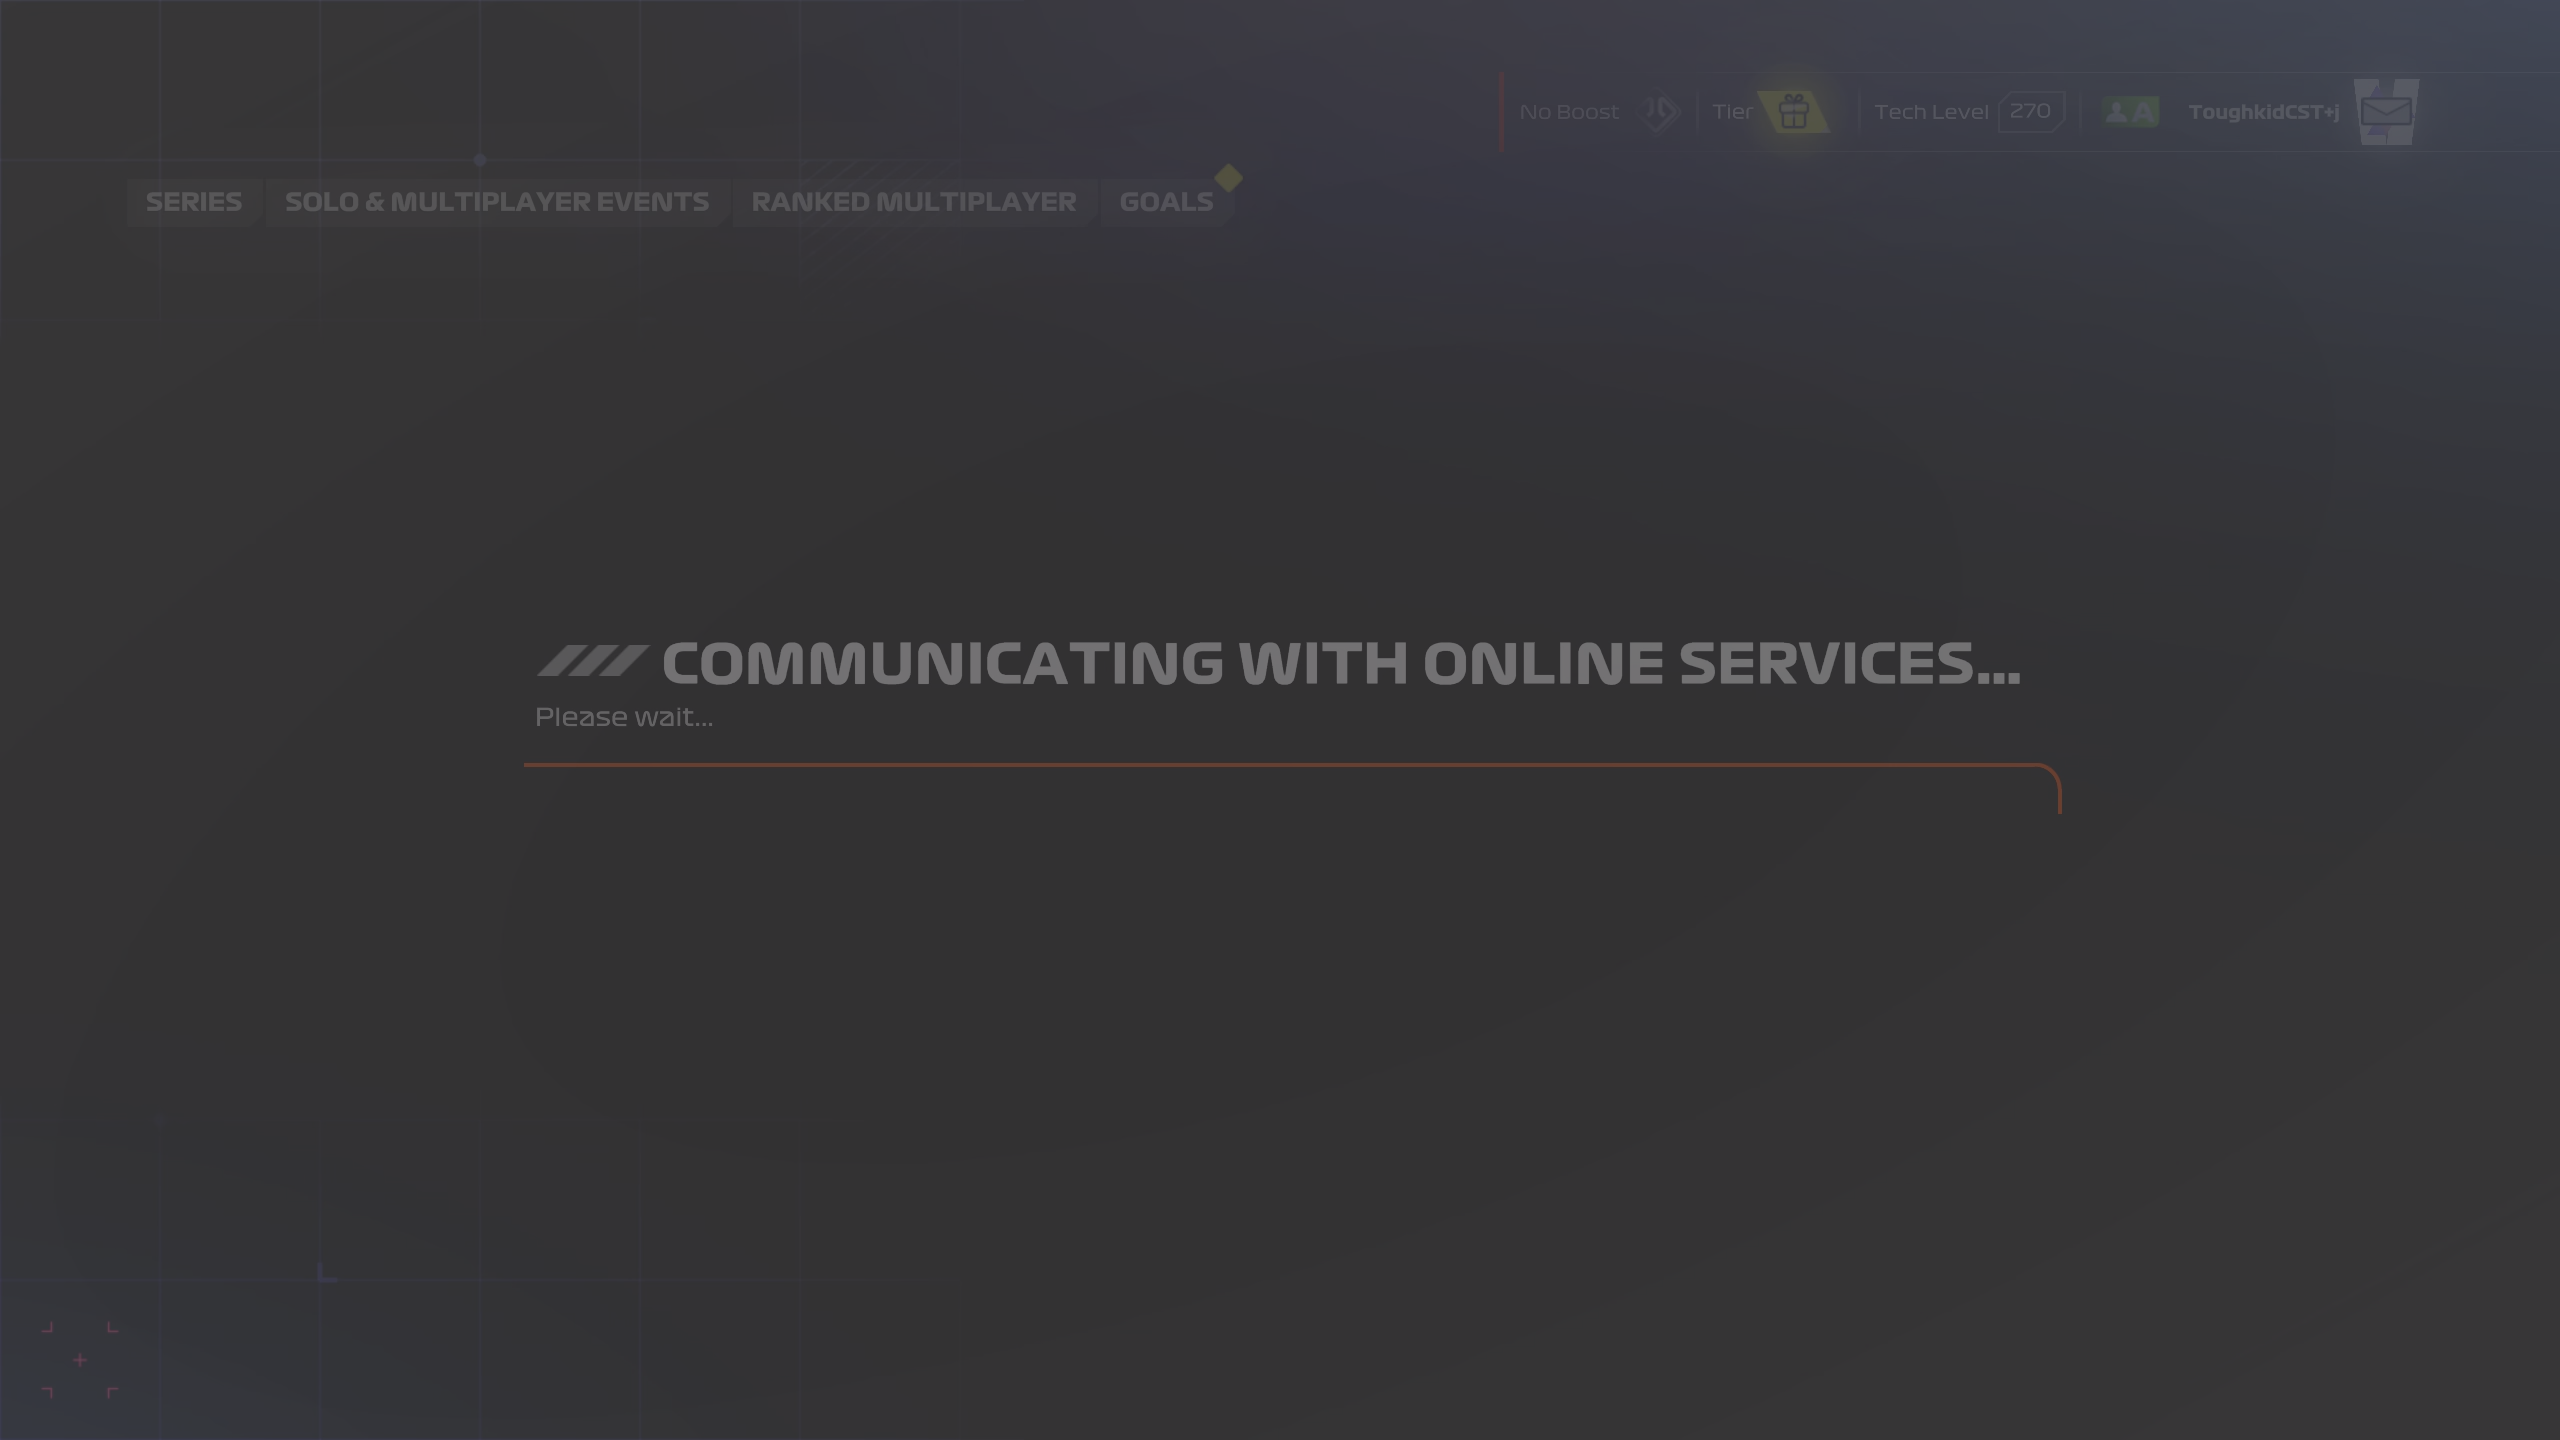 No Boost
Tier
Tech Level 270
A
ToughkidCST+j
SERIES
SOLO & MULTIPLAYER EVENTS
RANKED MULTIPLAYER
GOALS
COMMUNICATING WITH ONLINE SERVICES...
Please wait...